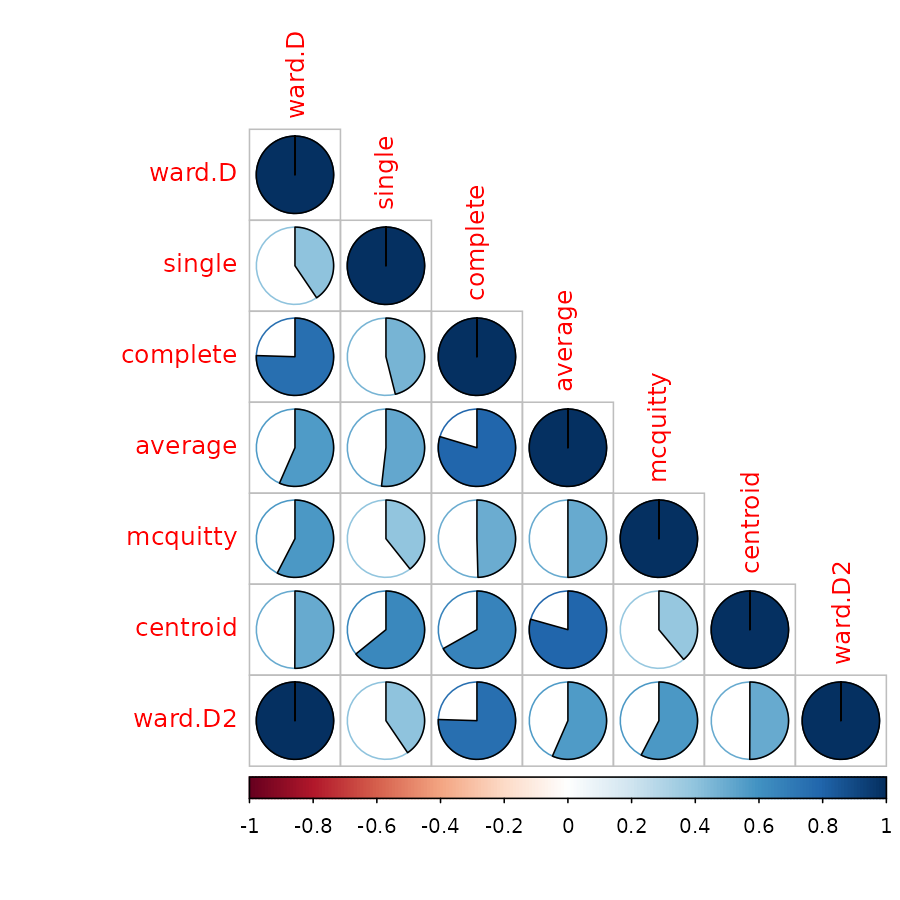 ward.D
single
complete
average
mcquitty
centroid
ward.D2
ward.D
single
complete
average
mcquitty
centroid
ward.D2
-1 -0.8 -0.6 -0.4 -0.2 0 0.2 0.4 0.6 0.8 1